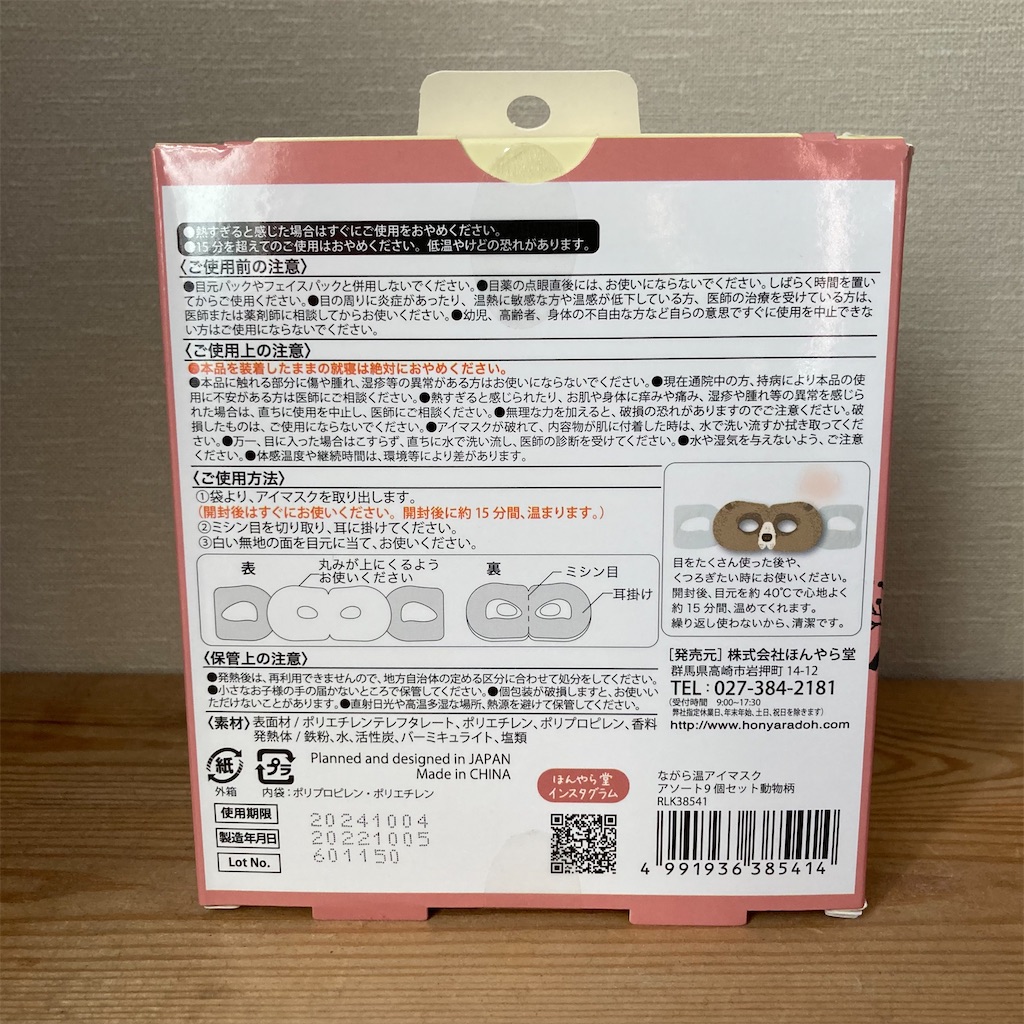 ●熱すぎると感じた場合はすぐにご使用をおやめください。
●15分を超えてのご使用はおやめください。低温やけどの恐れがあります。
〈ご使用前の注意〉
●目元パックやフェイスパックと併用しないでください。●目薬の点眼直後には、お使いにならないでください。しばらく時間を置い
てからご使用ください。●目の周りに炎症があったり、温熱に敏感な方や温感が低下している方、医師の治療を受けている方は、
医師または薬剤師に相談してからお使いください。●幼児、高齢者、身体の不自由な方など自らの意思ですぐに使用を中止できな
い方はご使用にならないでください。
〈ご使用上の注意〉
●本品を装着したままの就寝は絶対におやめください。
●本品に触れる部分に傷や腫れ、湿疹等の異常がある方はお使いにならないでください。●現在通院中の方、持病により本品の使
用に不安がある方は医師にご相談ください。●熱すぎると感じられたり、お肌や身体に痒みや痛み、湿疹や腫れ等の異常を感じら
れた場合は、直ちに使用を中止し、医師にご相談ください。●無理な力を加えると、破損の恐れがありますのでご注意ください。破
損したものは、ご使用にならないでください。●アイマスクが破れて、内容物が肌に付着した時は、水で洗い流すか拭き取ってくだ
さい。●万一、目に入った場合はこすらず、直ちに水で洗い流し、医師の診断を受けてください。●水や湿気を与えないよう、ご注意
ください。●体感温度や継続時間は、環境等により差があります。
〈ご使用方法〉
①袋より、アイマスクを取り出します。
（開封後はすぐにお使いください。開封後に約15分間、温まります。）
②ミシン目を切り取り、耳に掛けてください。
③白い無地の面を目元に当て、お使いください。
表
丸みが上にくるよう
お使いください
裏
ミシン目
耳掛け
目をたくさん使った後や、
くつろぎたい時にお使いください。
開封後、目元を約40℃で心地よく
約15分間、温めてくれます。
繰り返し使わないから、清潔です。
〈保管上の注意〉
●発熱後は、再利用できませんので、地方自治体の定める区分に合わせて処分をしてください。
●小さなお子様の手の届かないところで保管してください。●個包装が破損しますと、お使いい
ただけないことがあります。●直射日光や高温多湿な場所、熱源を避けて保管してください。
〈素材〉表面材/ポリエチレンテレフタレート、ポリエチレン、ポリプロピレン、香料
発熱体/鉄粉、水、活性炭、バーミキュライト、塩類
[発売元] 株式会社ほんやら堂
群馬県高崎市岩押町 14-12
TEL：027-384-2181
（受付時間 9:00~17:30
弊社指定休業日、年末年始、土日、祝日を除きます）
http://www.honyaradoh.com
紙
外箱
プラ
Planned and designed in JAPAN
Made in CHINA
内袋：ポリプロピレン・ポリエチレン
ほんやら堂
インスタグラム
ながら温アイマスク
アソート9個セット動物柄
RLK38541
使用期限
20241004
製造年月日
20221005
Lot No.
601150
4 991936 385414